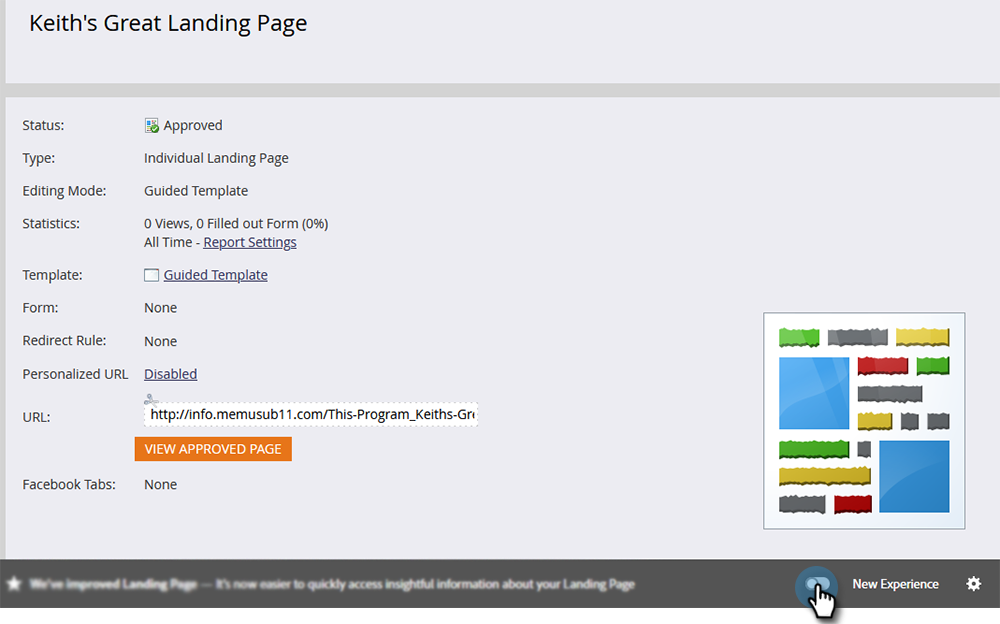 Keith's Great Landing Page
Status: Approved
Type: Individual Landing Page
Editing Mode: Guided Template
Statistics: 0 Views, 0 Filled out Form (0%)
All Time - Report Settings
Template: Guided Template
Form: None
Redirect Rule: None
Personalized URL Disabled
URL: http://info.memusub11.com/This-Program_Keiths-Gre
VIEW APPROVED PAGE
Facebook Tabs: None
We've improved Landing Page — It's now easier to quickly access insightful information about your Landing Page
New Experience